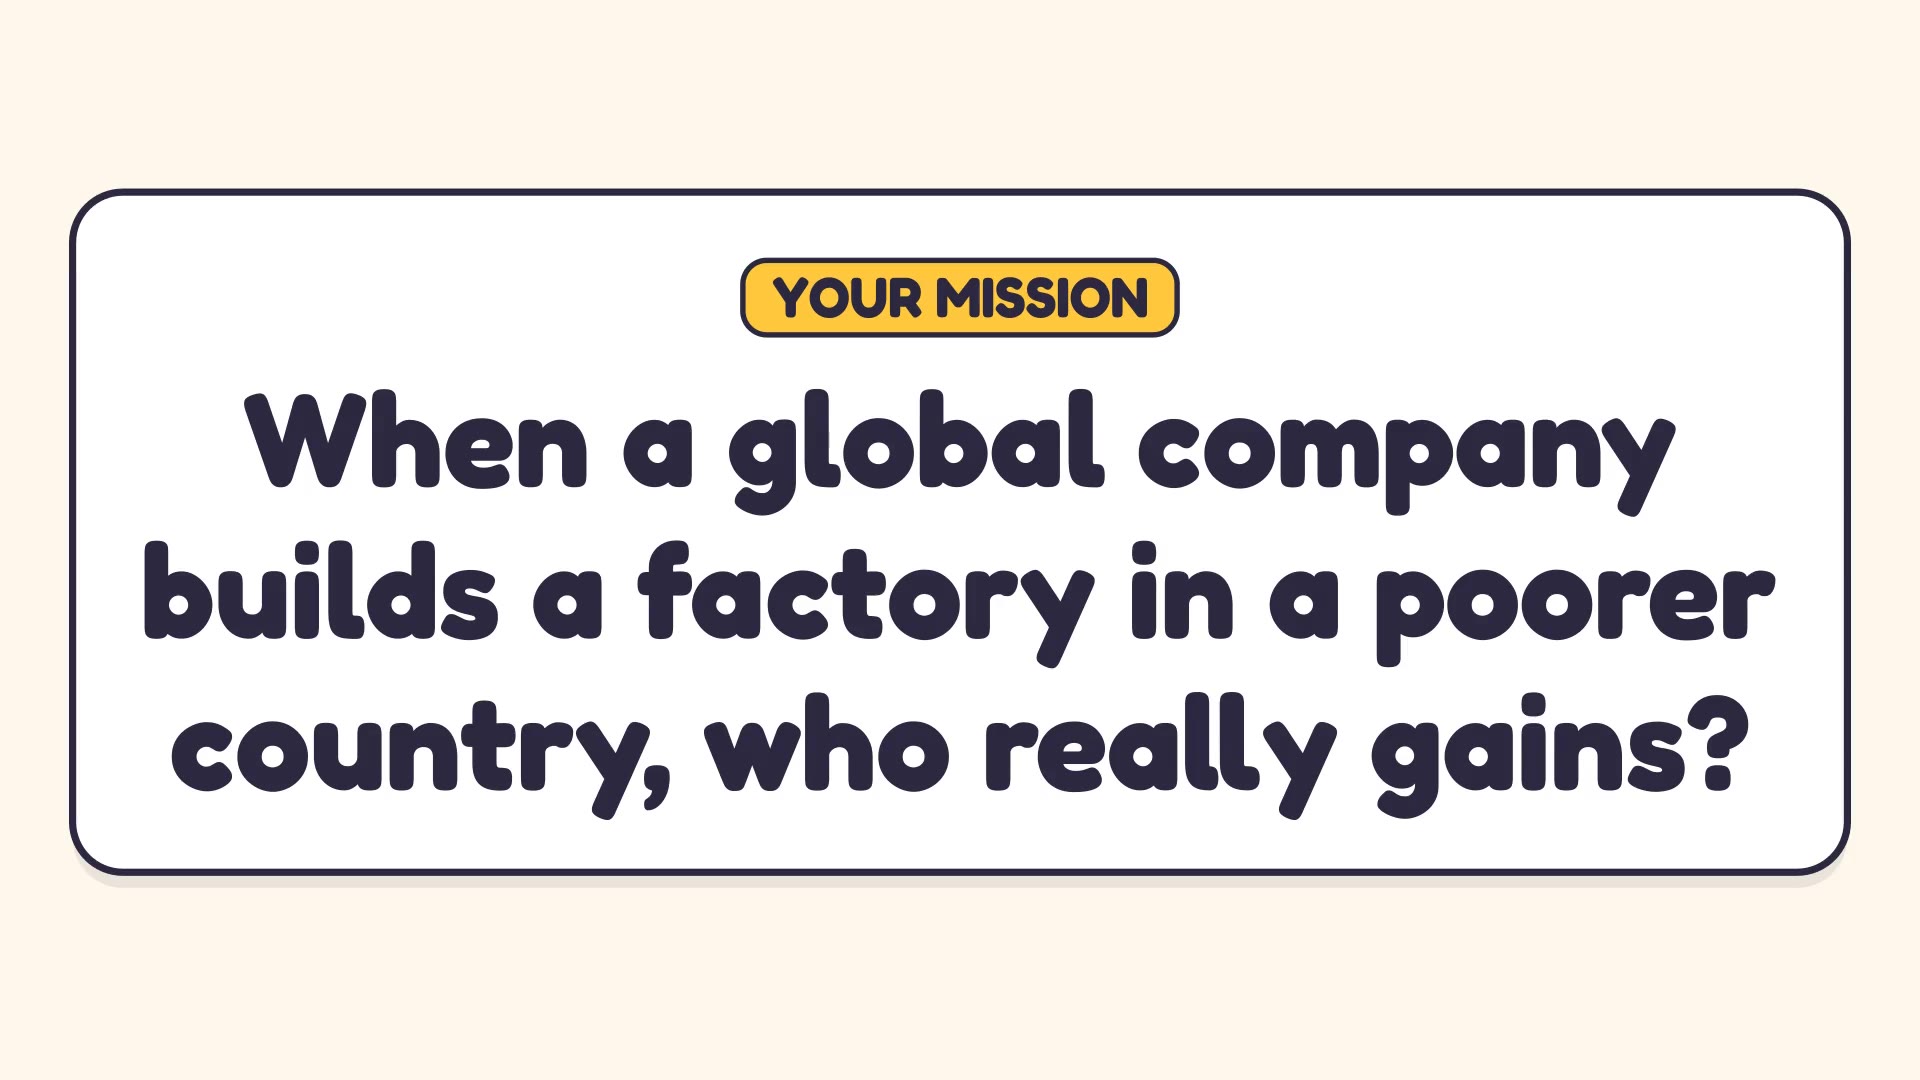 YOUR MISSION
When a global company
builds a factory in a poorer
country, who really gains?